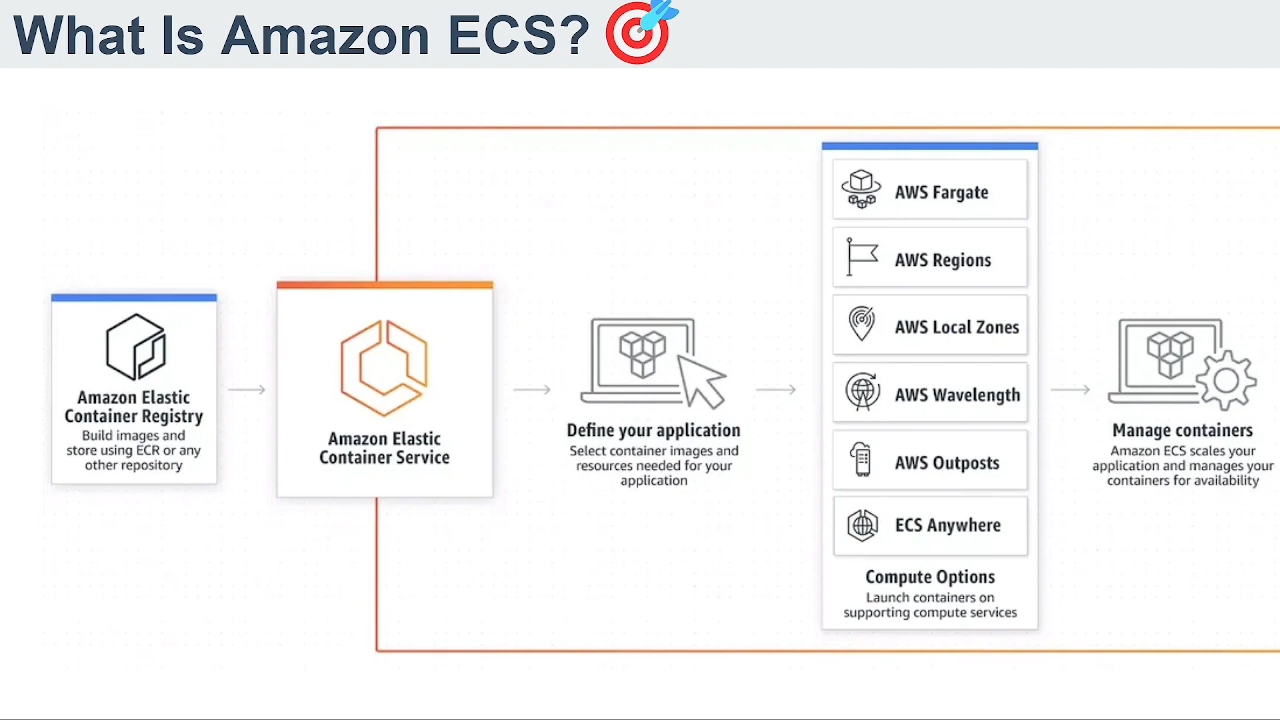 What Is Amazon ECS?
Amazon Elastic
Container Registry
Build images and
store using ECR or any
other repository
Amazon Elastic
Container Service
Define your application
Select container images and
resources needed for your
application
AWS Fargate
AWS Regions
AWS Local Zones
AWS Wavelength
AWS Outposts
ECS Anywhere
Compute Options
Launch containers on
supporting compute services
Manage containers
Amazon ECS scales your
application and manages your
containers for availability